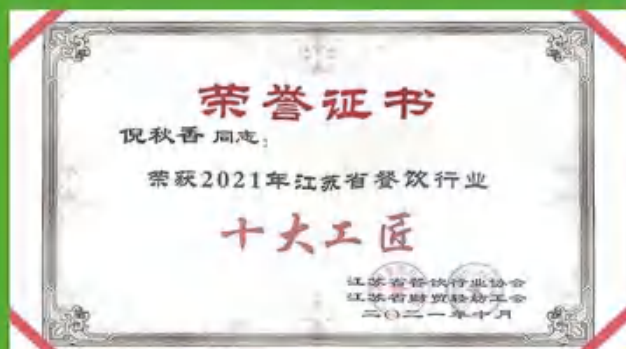 荣誉证书
倪秋香 同志:
荣获2021年江苏省餐饮行业
十大工匠
江苏省餐饮行业协会
江苏省财贸轻纺工会
二〇二一年十月